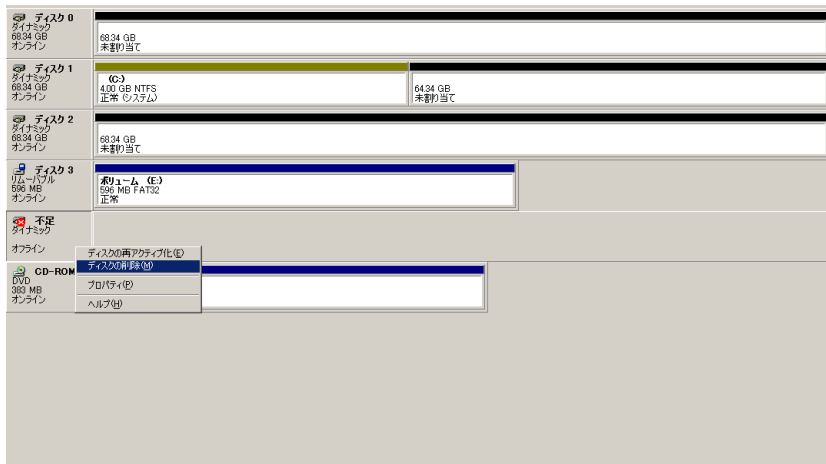 ディスク 0
ダイナミック
68.34 GB
オンライン
68.34 GB
未割り当て
ディスク 1
ダイナミック
68.34 GB
オンライン
(C:)
4.00 GB NTFS
正常 (システム)
64.34 GB
未割り当て
ディスク 2
ダイナミック
68.34 GB
オンライン
68.34 GB
未割り当て
ディスク 3
リムーバブル
596 MB
オンライン
ボリューム (E:)
596 MB FAT32
正常
不足
ダイナミック
オフライン
ディスクの再アクティブ化(E)
ディスクの削除(M)
プロパティ(P)
ヘルプ(H)
CD-ROM
DVD
383 MB
オンライン